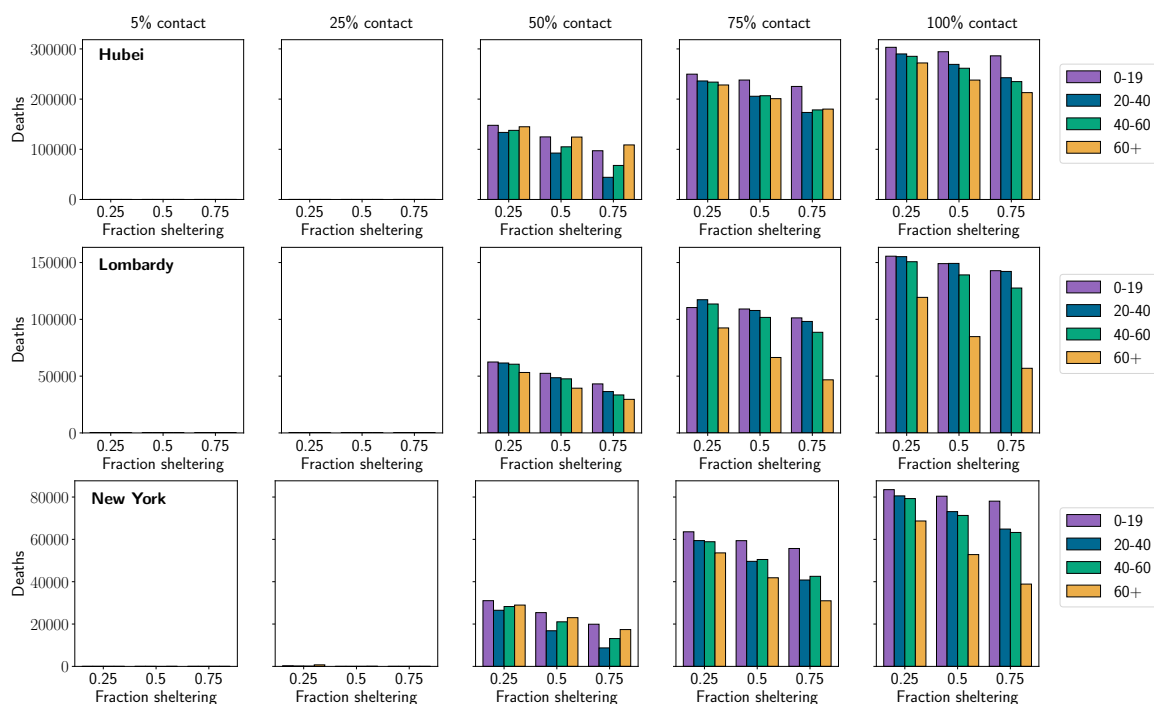 5% contact 25% contact 50% contact 75% contact 100% contact
Hubei
Deaths
300000
200000
100000
0
0.25 0.5 0.75 0.25 0.5 0.75 0.25 0.5 0.75 0.25 0.5 0.75 0.25 0.5 0.75
Fraction sheltering Fraction sheltering Fraction sheltering Fraction sheltering Fraction sheltering
0-19
20-40
40-60
60+
Lombardy
Deaths
150000
100000
50000
0
0.25 0.5 0.75 0.25 0.5 0.75 0.25 0.5 0.75 0.25 0.5 0.75 0.25 0.5 0.75
Fraction sheltering Fraction sheltering Fraction sheltering Fraction sheltering Fraction sheltering
0-19
20-40
40-60
60+
New York
Deaths
80000
60000
40000
20000
0
0.25 0.5 0.75 0.25 0.5 0.75 0.25 0.5 0.75 0.25 0.5 0.75 0.25 0.5 0.75
Fraction sheltering Fraction sheltering Fraction sheltering Fraction sheltering Fraction sheltering
0-19
20-40
40-60
60+